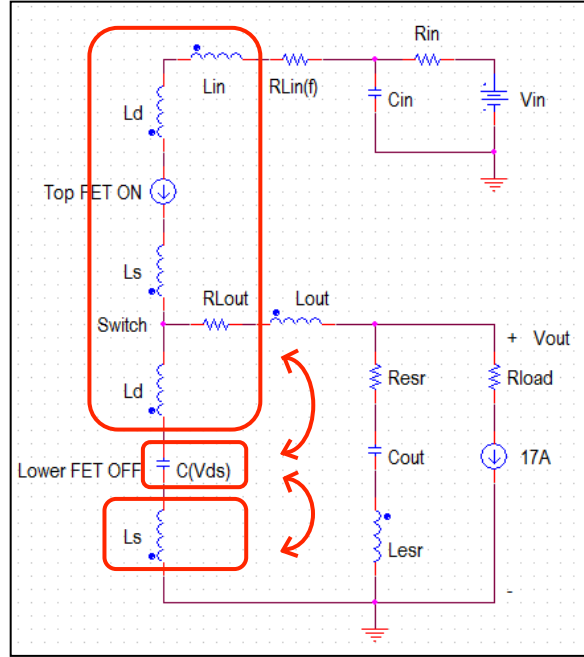 Rin
Lin
RLin(f)
Cin
Vin
Ld
Top FET ON
Ls
RLout
Lout
Switch
+ Vout
Ld
Resr
Rload
Lower FET OFF
C(Vds)
Cout
17A
Ls
Lesr
-